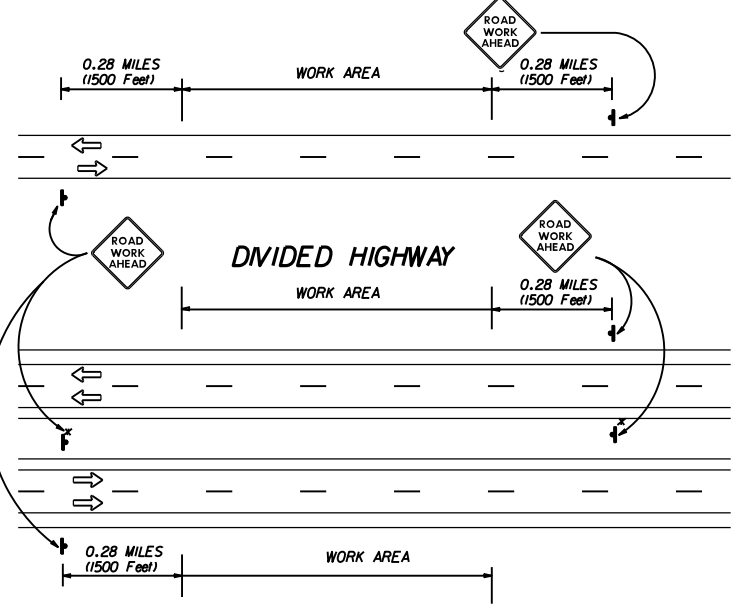 ROAD
WORK
AHEAD
0.28 MILES
(1500 Feet)
WORK AREA
0.28 MILES
(1500 Feet)
ROAD
WORK
AHEAD
DIVIDED HIGHWAY
ROAD
WORK
AHEAD
WORK AREA
0.28 MILES
(1500 Feet)
*
*
0.28 MILES
(1500 Feet)
WORK AREA